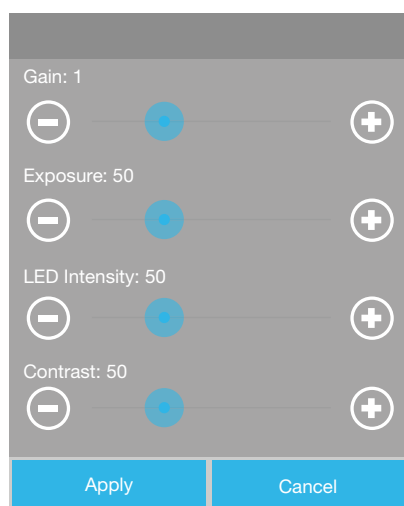 Gain: 1
Exposure: 50
LED Intensity: 50
Contrast: 50
Apply
Cancel